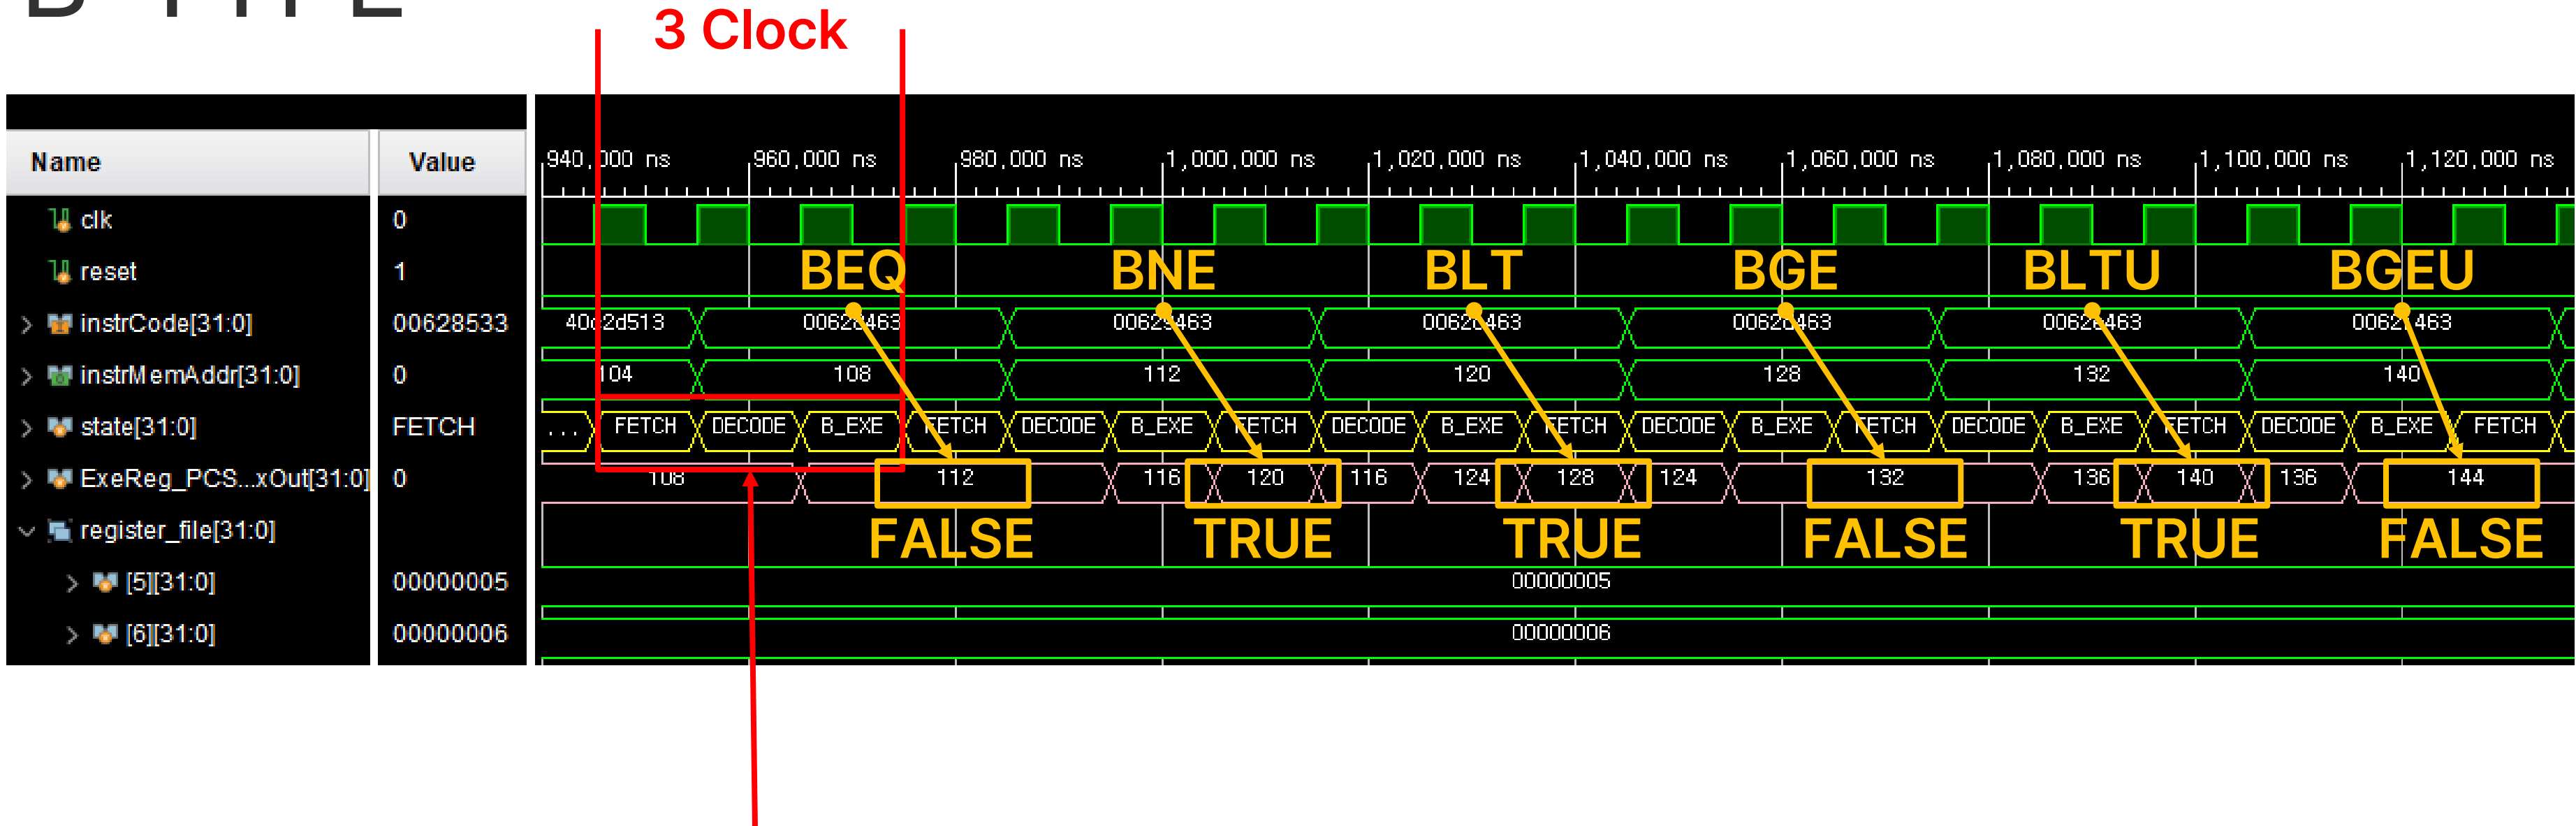 B TYPE
3 Clock
Name Value
940,000 ns 960,000 ns 980,000 ns 1,000,000 ns 1,020,000 ns 1,040,000 ns 1,060,000 ns 1,080,000 ns 1,100,000 ns 1,120,000 ns
clk 0
reset 1
BEQ BNE BLT BGE BLTU BGEU
instrCode[31:0] 00628533 40c2d513
instrMemAddr[31:0] 0 104 108 112 120 128 132 140
state[31:0] FETCH ... FETCH DECODE B_EXE FETCH DECODE B_EXE FETCH DECODE B_EXE FETCH DECODE B_EXE FETCH DECODE B_EXE FETCH DECODE B_EXE FETCH
ExeReg_PCS...xOut[31:0] 0 108 112 116 120 116 124 128 124 132 136 140 136 144
FALSE TRUE TRUE FALSE TRUE FALSE
register_file[31:0]
[5][31:0] 00000005 00000005
[6][31:0] 00000006 00000006